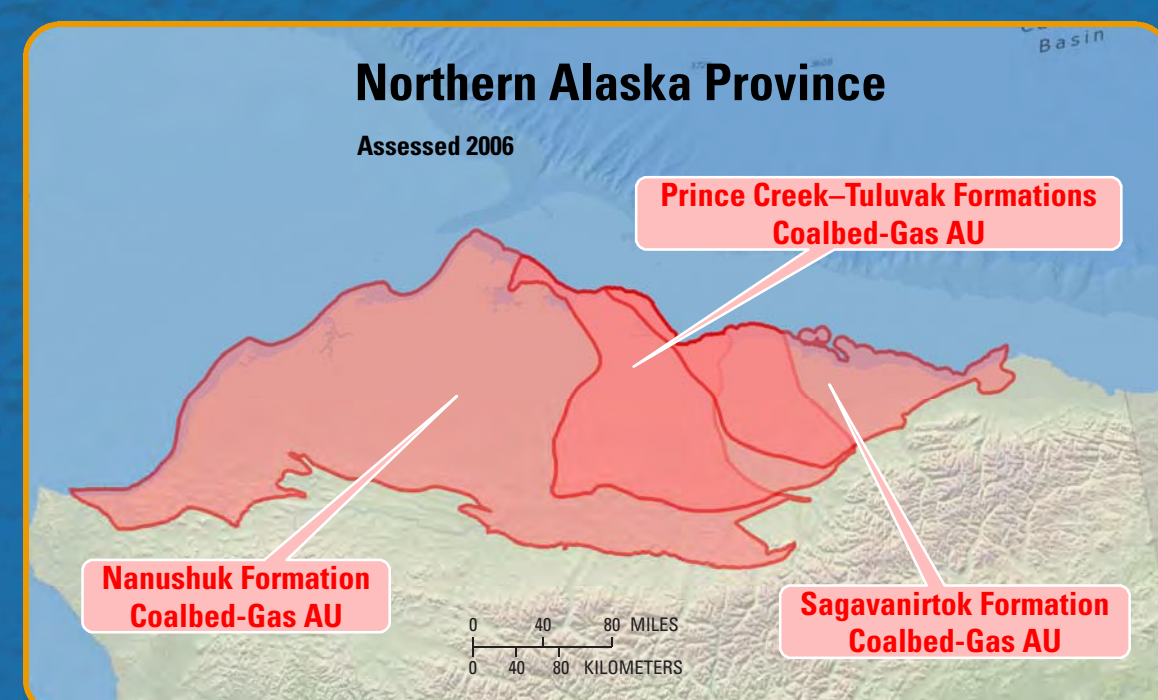 Basin
Northern Alaska Province
Assessed 2006
Prince Creek–Tuluvak Formations
Coalbed-Gas AU
Nanushuk Formation
Coalbed-Gas AU
Sagavanirtok Formation
Coalbed-Gas AU
0 40 80 MILES
0 40 80 KILOMETERS